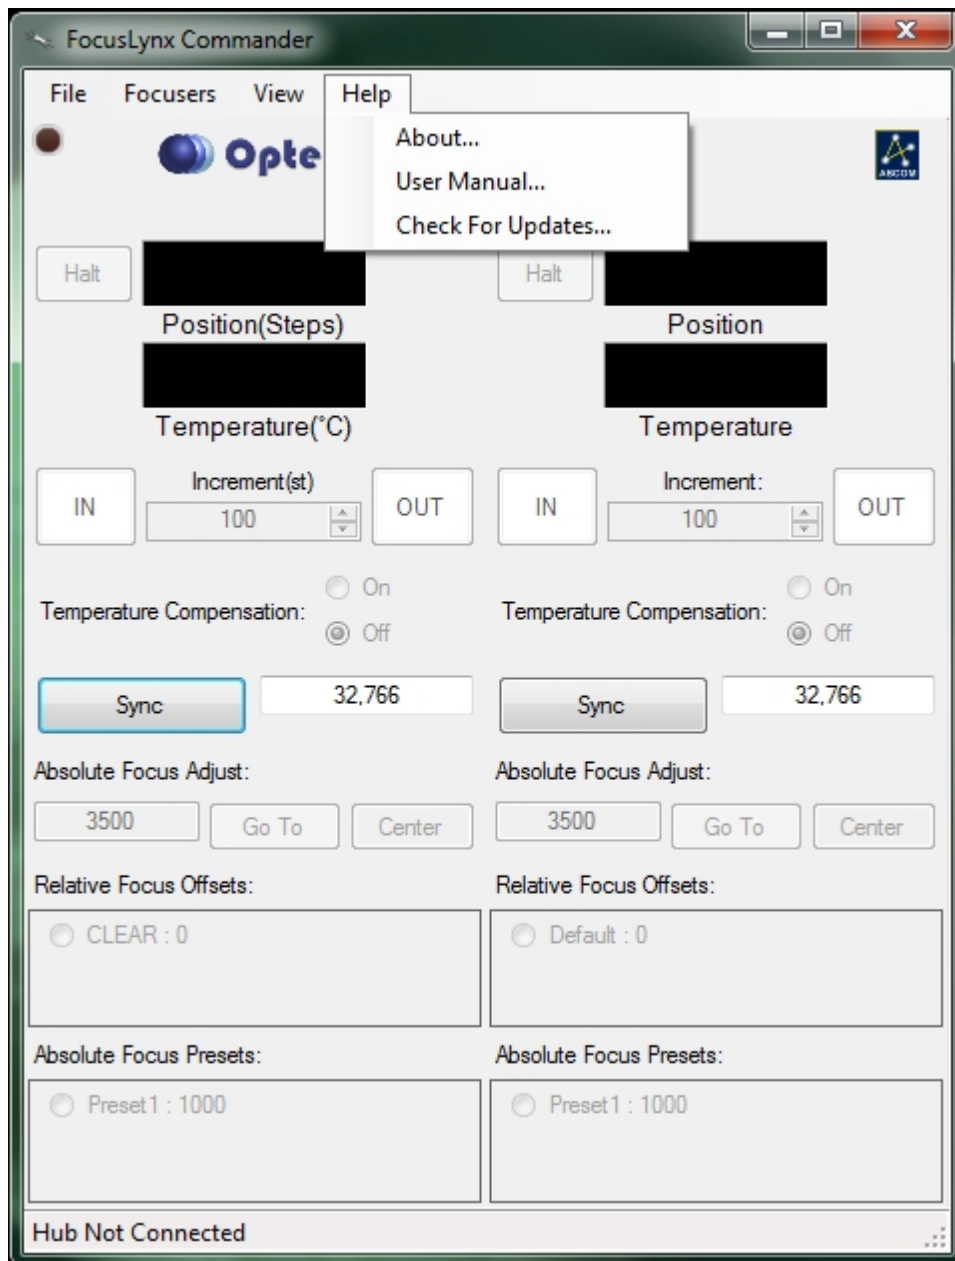 FocusLynx Commander
File Focusers View Help
About...
User Manual...
Check For Updates...
Opte
ASCOM
Halt Halt
Position(Steps) Position
Temperature(°C) Temperature
Increment(st) Increment:
IN 100 OUT IN 100 OUT
On On
Temperature Compensation: Temperature Compensation:
Off Off
Sync 32,766 Sync 32,766
Absolute Focus Adjust: Absolute Focus Adjust:
3500 Go To Center 3500 Go To Center
Relative Focus Offsets: Relative Focus Offsets:
CLEAR : 0 Default : 0
Absolute Focus Presets: Absolute Focus Presets:
Preset1 : 1000 Preset1 : 1000
Hub Not Connected